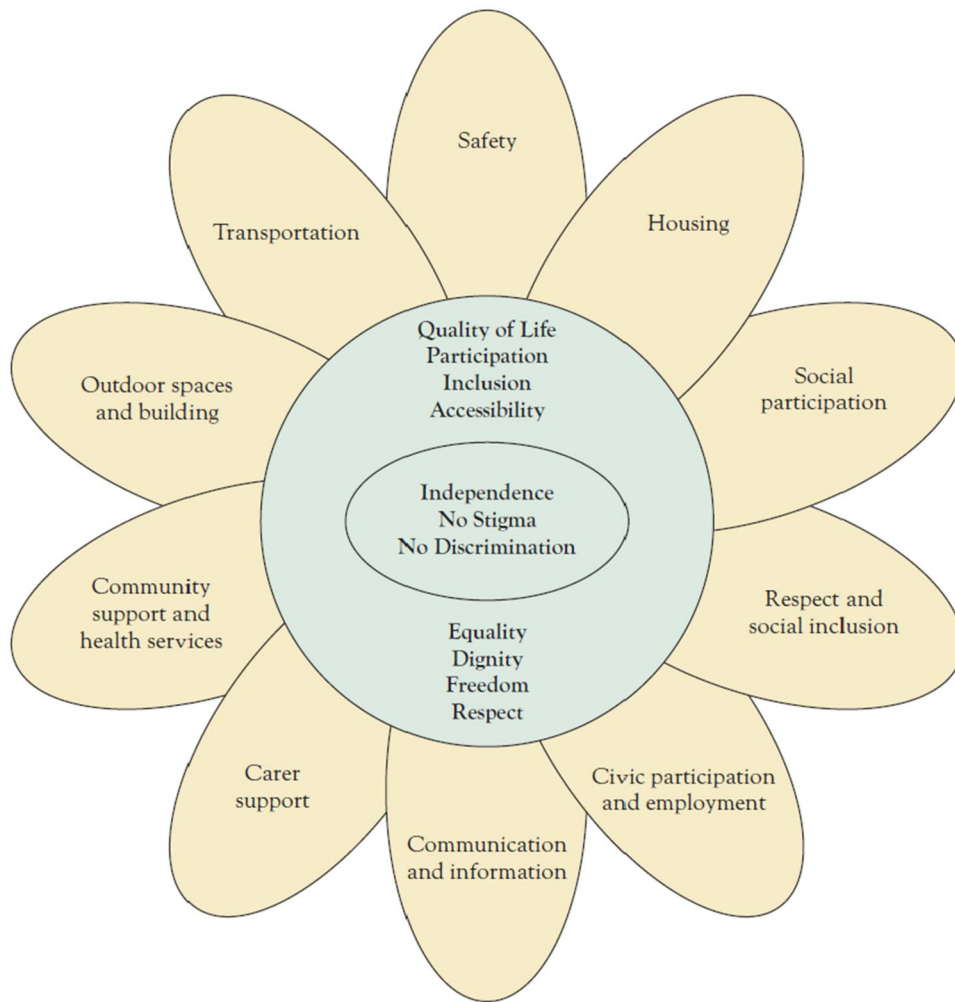 Safety
Housing
Social
participation
Respect and
social inclusion
Civic participation
and employment
Communication
and information
Carer
support
Community
support and
health services
Outdoor spaces
and building
Transportation
Quality of Life
Participation
Inclusion
Accessibility
Independence
No Stigma
No Discrimination
Equality
Dignity
Freedom
Respect